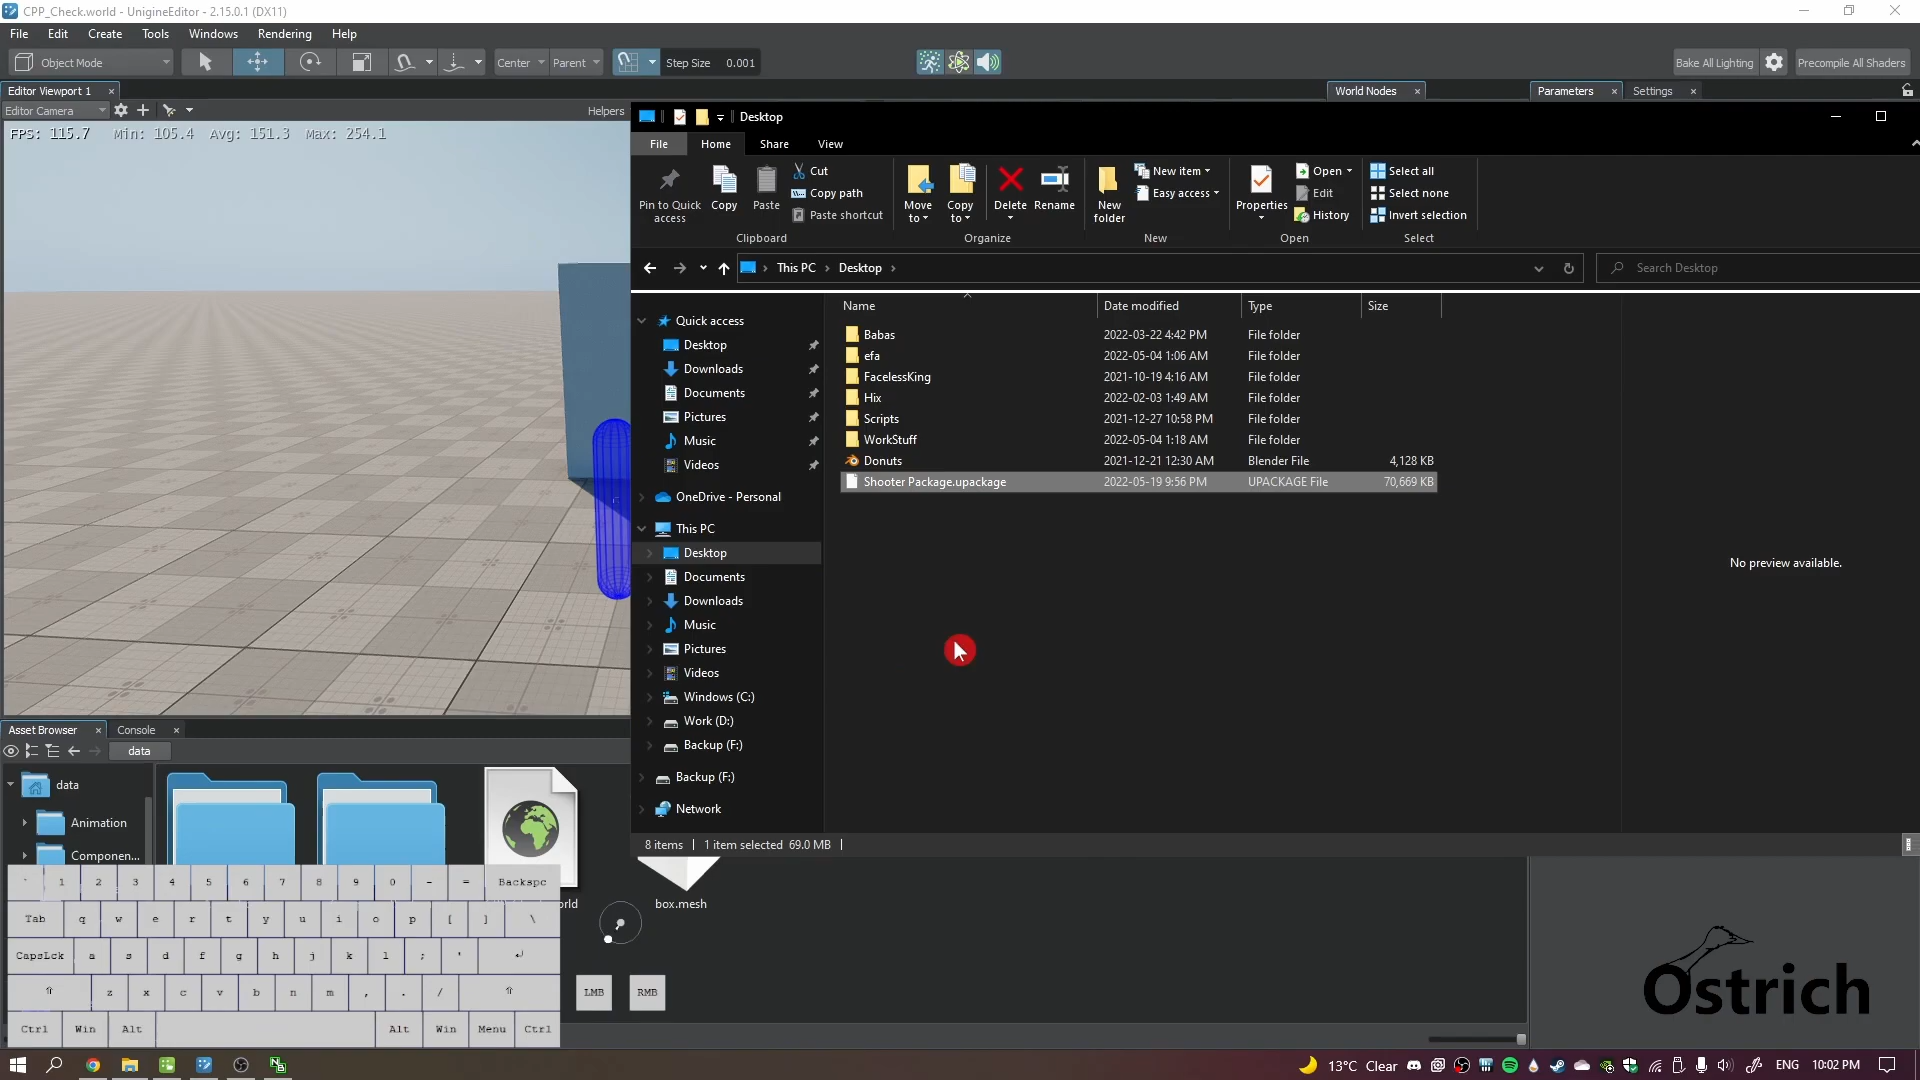 CPP_Check.world - UnigineEditor - 2.15.0.1 (DX11)
File Edit Create Tools Windows Rendering Help
Object Mode Center Parent Step Size 0.001 Bake All Lighting Precompile All Shaders
Editor Viewport 1 World Nodes Parameters Settings
Editor Camera Helpers
FPS: 115.7 Min: 105.4 Avg: 151.3 Max: 254.1
Desktop
File Home Share View
Pin to Quick access
Copy
Paste
Cut
Copy path
Paste shortcut
Move to
Copy to
Delete
Rename
New folder
New item
Easy access
Properties
Open
Edit
History
Select all
Select none
Invert selection
Clipboard Organize New Open Select
This PC Desktop
Search Desktop
Name Date modified Type Size
Babas 2022-03-22 4:42 PM File folder
efa 2022-05-04 1:06 AM File folder
FacelessKing 2021-10-19 4:16 AM File folder
Hix 2022-02-03 1:49 AM File folder
Scripts 2021-12-27 10:58 PM File folder
WorkStuff 2022-05-04 1:18 AM File folder
Donuts 2021-12-21 12:30 AM Blender File 4,128 KB
Shooter Package.upackage 2022-05-19 9:56 PM UPACKAGE File 70,669 KB
Quick access
Desktop
Downloads
Documents
Pictures
Music
Videos
OneDrive - Personal
This PC
Desktop
Documents
Downloads
Music
Pictures
Videos
Windows (C:)
Work (D:)
Backup (F:)
Backup (F:)
Network
No preview available.
8 items 1 item selected 69.0 MB
Asset Browser Console
data
data
Animation
Componen...
rld
box.mesh
` 1 2 3 4 5 6 7 8 9 0 - = Backspc
Tab q w e r t y u i o p [ ] \
CapsLck a s d f g h j k l ; '
z x c v b n m , . /
Ctrl Win Alt Alt Win Menu Ctrl
LMB RMB
Ostrich
13°C Clear ENG 10:02 PM